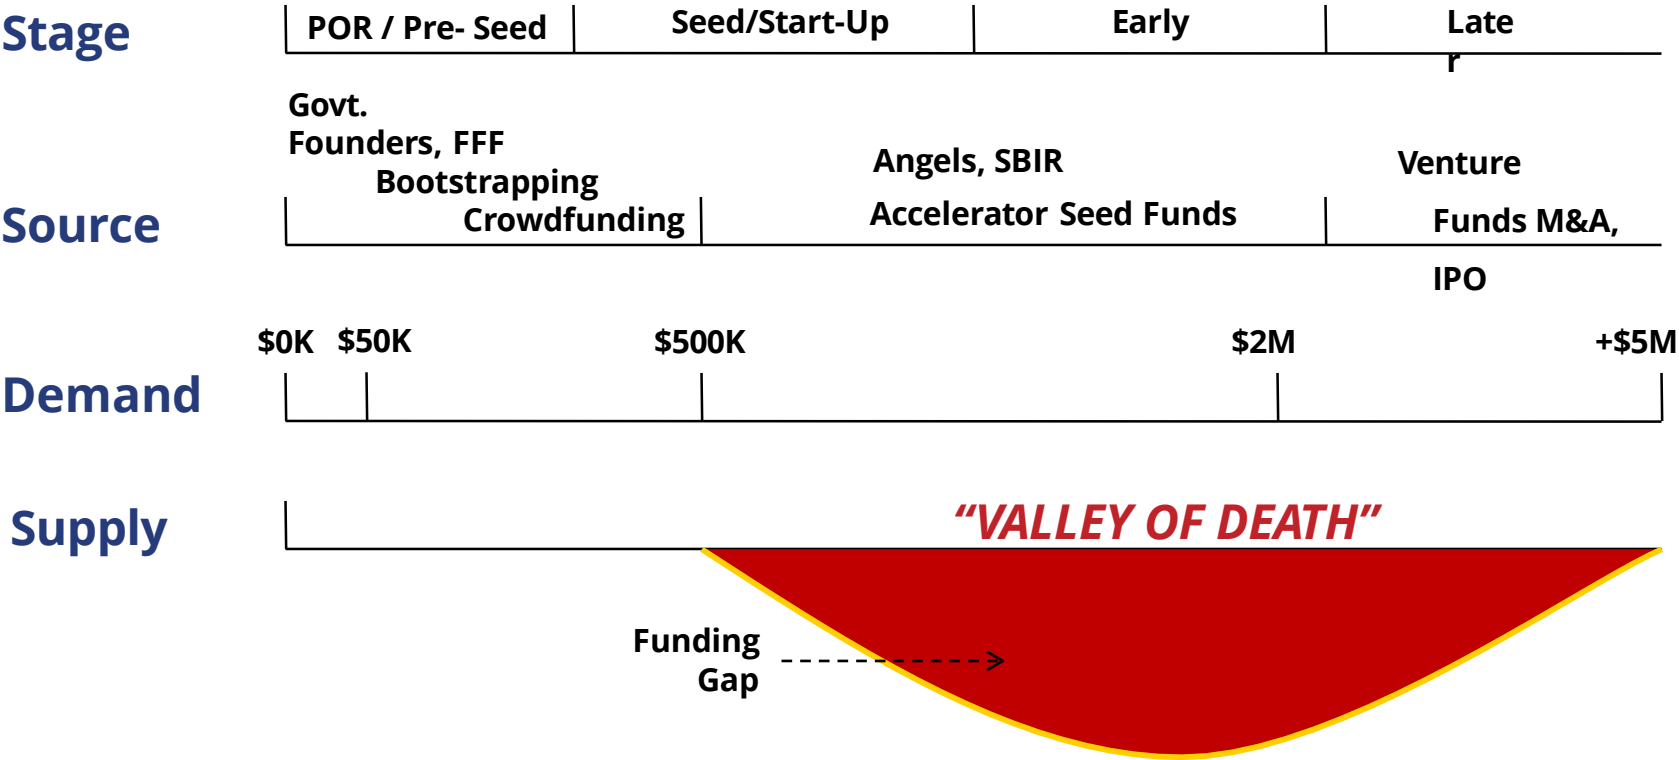 Stage
POR / Pre- Seed
Seed/Start-Up
Early
Late
r
Source
Govt.
Founders, FFF
Bootstrapping
Crowdfunding
Angels, SBIR
Accelerator Seed Funds
Venture
Funds M&A,
IPO
Demand
$0K
$50K
$500K
$2M
+$5M
Supply
“VALLEY OF DEATH”
Funding
Gap